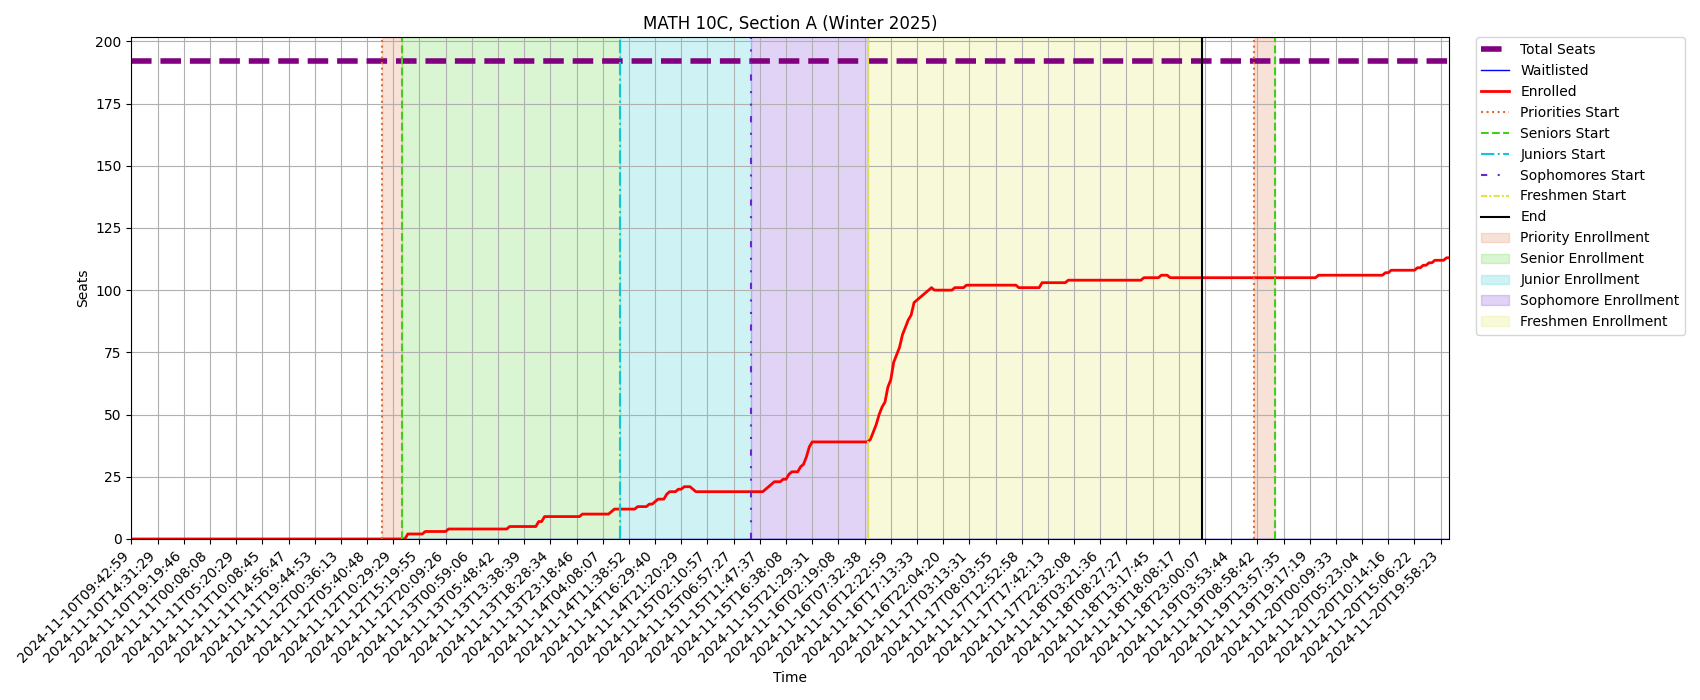 MATH 10C, Section A (Winter 2025)
200
175
150
125
100
75
50
25
0
Seats
2024-11-10T09:42:59
2024-11-10T14:31:29
2024-11-10T19:19:46
2024-11-11T00:08:08
2024-11-11T05:20:29
2024-11-11T10:08:45
2024-11-11T14:56:47
2024-11-11T19:44:53
2024-11-12T00:36:13
2024-11-12T05:40:48
2024-11-12T10:29:29
2024-11-12T15:19:55
2024-11-12T20:09:26
2024-11-13T00:59:06
2024-11-13T05:48:42
2024-11-13T13:38:39
2024-11-13T18:28:34
2024-11-13T23:18:46
2024-11-14T04:08:07
2024-11-14T11:38:52
2024-11-14T16:29:40
2024-11-14T21:20:29
2024-11-15T02:10:57
2024-11-15T06:57:27
2024-11-15T11:47:37
2024-11-15T16:38:08
2024-11-15T21:29:31
2024-11-16T02:19:08
2024-11-16T07:32:38
2024-11-16T12:22:59
2024-11-16T17:13:33
2024-11-16T22:04:20
2024-11-17T03:13:31
2024-11-17T08:03:55
2024-11-17T12:52:58
2024-11-17T17:42:13
2024-11-17T22:32:08
2024-11-18T03:21:36
2024-11-18T08:27:27
2024-11-18T13:17:45
2024-11-18T18:08:17
2024-11-18T23:00:07
2024-11-19T03:53:44
2024-11-19T08:58:42
2024-11-19T13:57:35
2024-11-19T19:17:19
2024-11-20T00:09:33
2024-11-20T05:23:04
2024-11-20T10:14:16
2024-11-20T15:06:22
2024-11-20T19:58:23
Time
Total Seats
Waitlisted
Enrolled
Priorities Start
Seniors Start
Juniors Start
Sophomores Start
Freshmen Start
End
Priority Enrollment
Senior Enrollment
Junior Enrollment
Sophomore Enrollment
Freshmen Enrollment